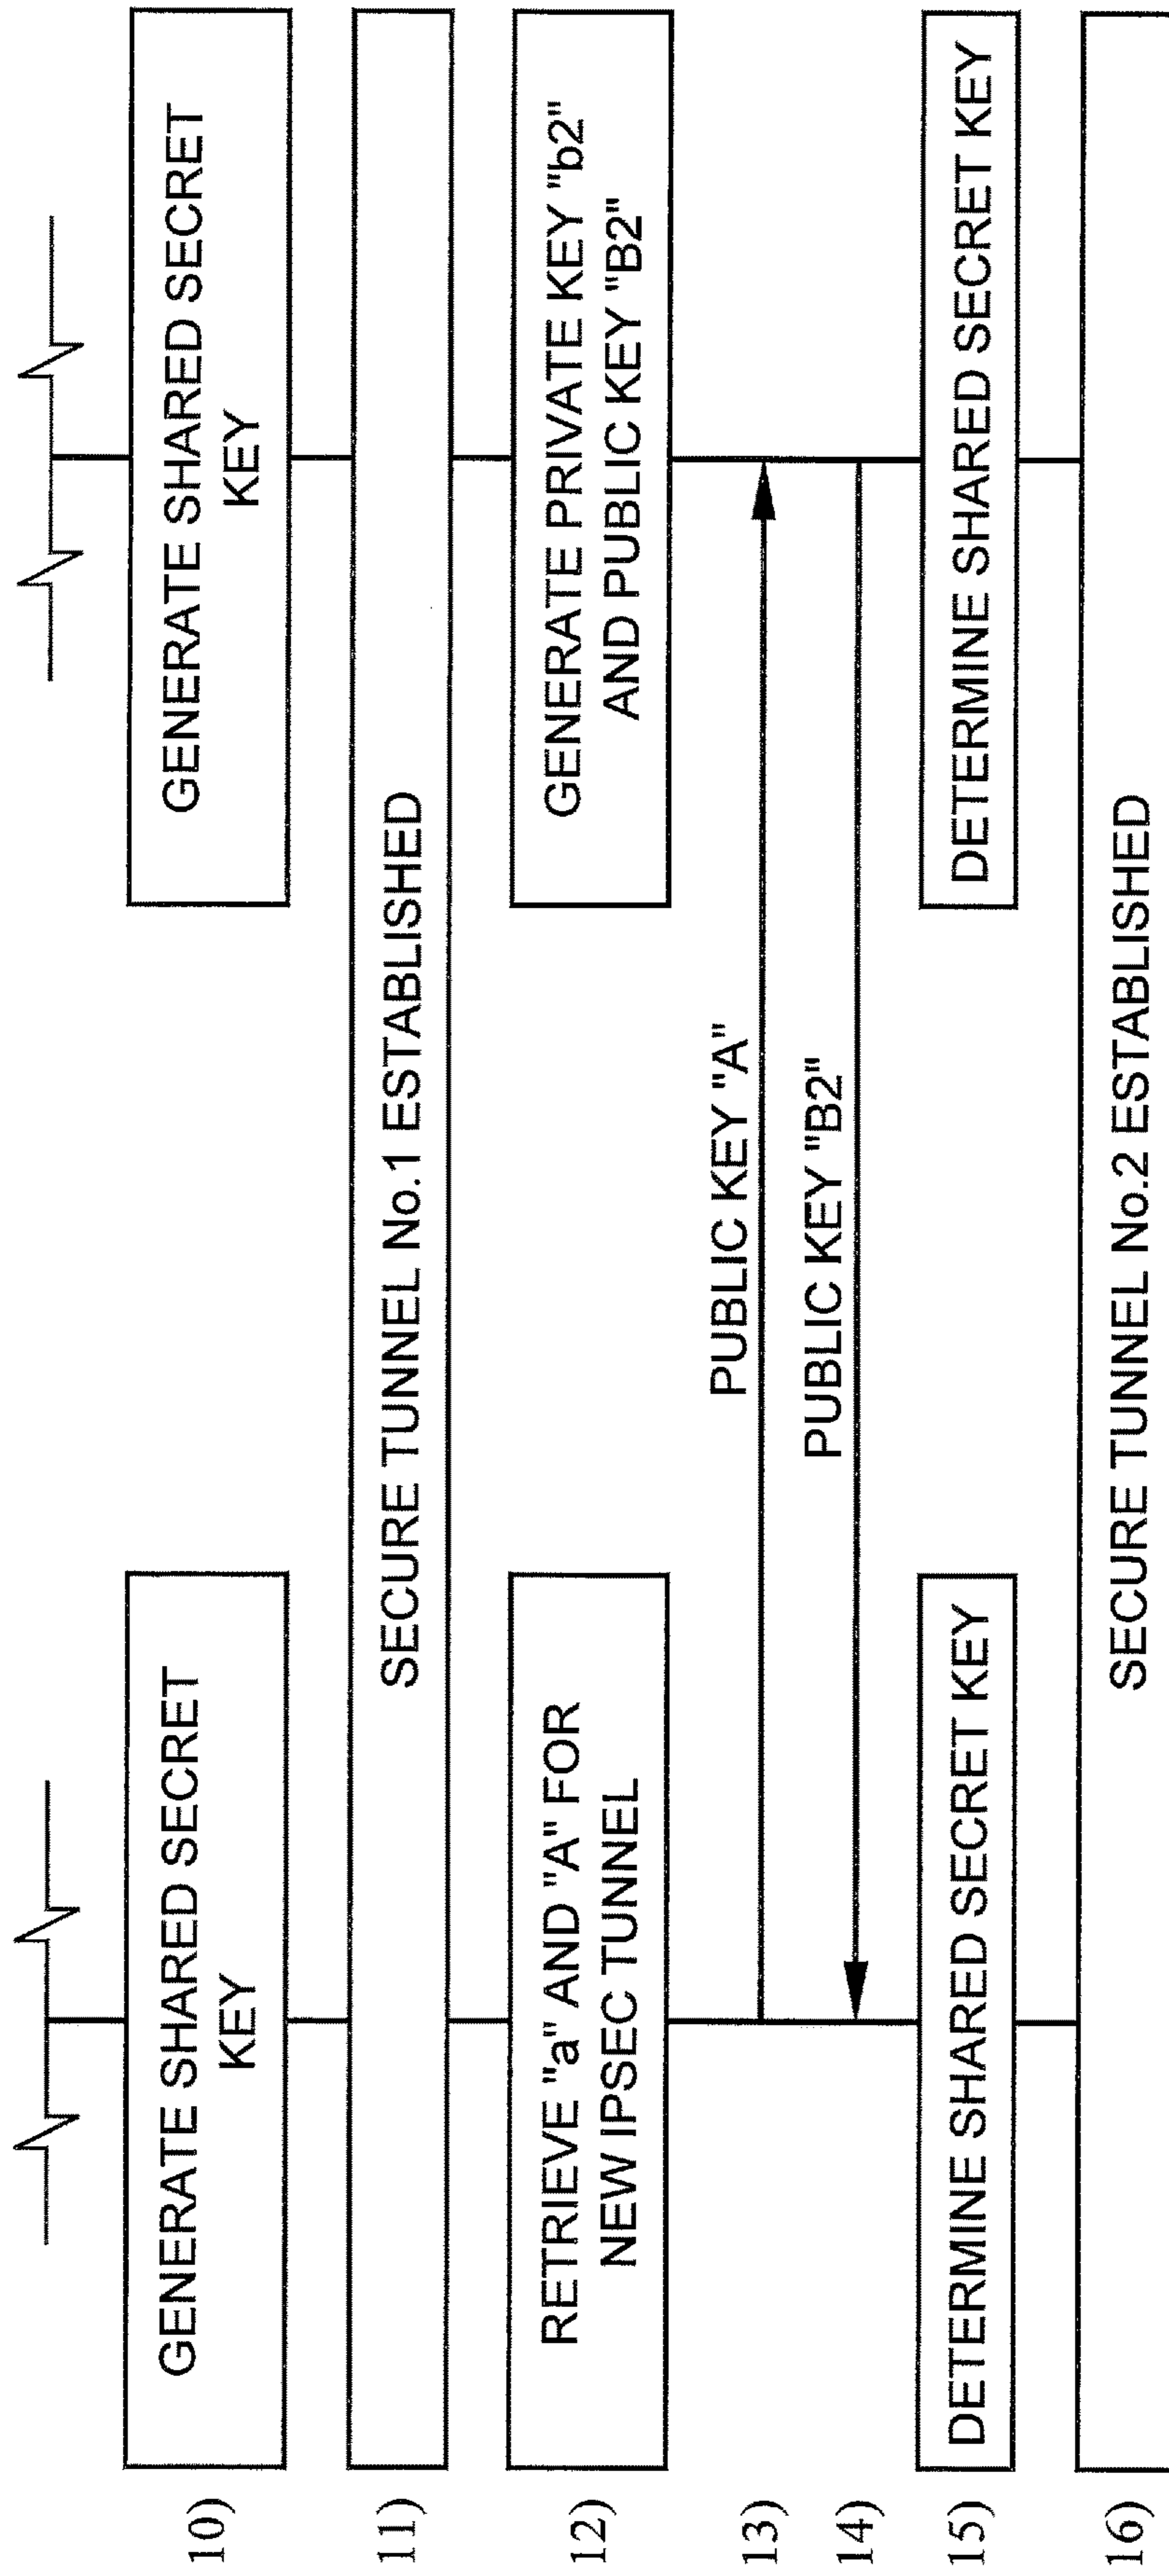 10)
GENERATE SHARED SECRET
KEY
GENERATE SHARED SECRET
KEY
11)
SECURE TUNNEL No.1 ESTABLISHED
12)
RETRIEVE "a" AND "A" FOR
NEW IPSEC TUNNEL
GENERATE PRIVATE KEY "b2"
AND PUBLIC KEY "B2"
13)
PUBLIC KEY "A"
14)
PUBLIC KEY "B2"
15)
DETERMINE SHARED SECRET KEY
DETERMINE SHARED SECRET KEY
16)
SECURE TUNNEL No.2 ESTABLISHED